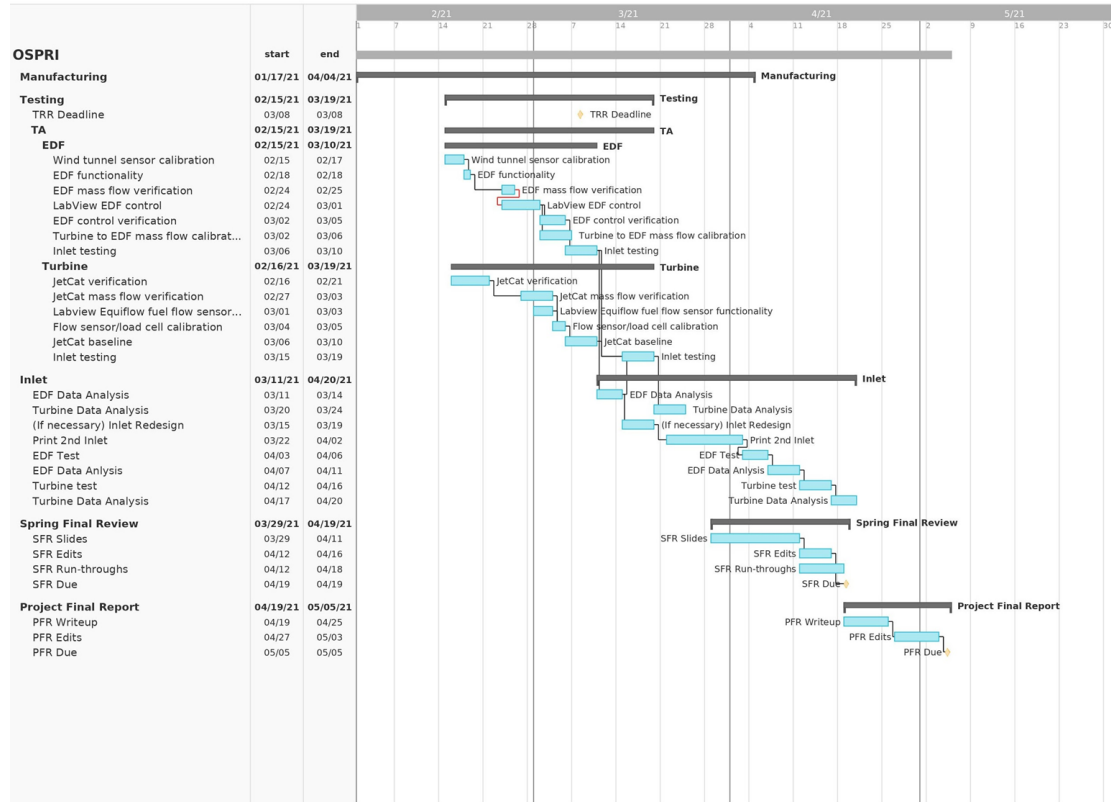 2/21 3/21 4/21 5/21
1 7 14 21 28 7 14 21 28 4 11 18 25 2 9 16 23 30
OSPRI start end
Manufacturing 01/17/21 04/04/21 Manufacturing
Testing 02/15/21 03/19/21 Testing
TRR Deadline 03/08 03/08 TRR Deadline
TA 02/15/21 03/19/21 TA
EDF 02/15/21 03/10/21 EDF
Wind tunnel sensor calibration 02/15 02/17 Wind tunnel sensor calibration
EDF functionality 02/18 02/18 EDF functionality
EDF mass flow verification 02/24 02/25 EDF mass flow verification
LabView EDF control 02/24 03/01 LabView EDF control
EDF control verification 03/02 03/05 EDF control verification
Turbine to EDF mass flow calibrat... 03/02 03/06 Turbine to EDF mass flow calibration
Inlet testing 03/06 03/10 Inlet testing
Turbine 02/16/21 03/19/21 Turbine
JetCat verification 02/16 02/21 JetCat verification
JetCat mass flow verification 02/27 03/03 JetCat mass flow verification
Labview Equiflow fuel flow sensor... 03/01 03/03 Labview Equiflow fuel flow sensor functionality
Flow sensor/load cell calibration 03/04 03/05 Flow sensor/load cell calibration
JetCat baseline 03/06 03/10 JetCat baseline
Inlet testing 03/15 03/19 Inlet testing
Inlet 03/11/21 04/20/21 Inlet
EDF Data Analysis 03/11 03/14 EDF Data Analysis
Turbine Data Analysis 03/20 03/24 Turbine Data Analysis
(If necessary) Inlet Redesign 03/15 03/19 (If necessary) Inlet Redesign
Print 2nd Inlet 03/22 04/02 Print 2nd Inlet
EDF Test 04/03 04/06 EDF Test
EDF Data Anlysis 04/07 04/11 EDF Data Anlysis
Turbine test 04/12 04/16 Turbine test
Turbine Data Analysis 04/17 04/20 Turbine Data Analysis
Spring Final Review 03/29/21 04/19/21 Spring Final Review
SFR Slides 03/29 04/11 SFR Slides
SFR Edits 04/12 04/16 SFR Edits
SFR Run-throughs 04/12 04/18 SFR Run-throughs
SFR Due 04/19 04/19 SFR Due
Project Final Report 04/19/21 05/05/21 Project Final Report
PFR Writeup 04/19 04/25 PFR Writeup
PFR Edits 04/27 05/03 PFR Edits
PFR Due 05/05 05/05 PFR Due